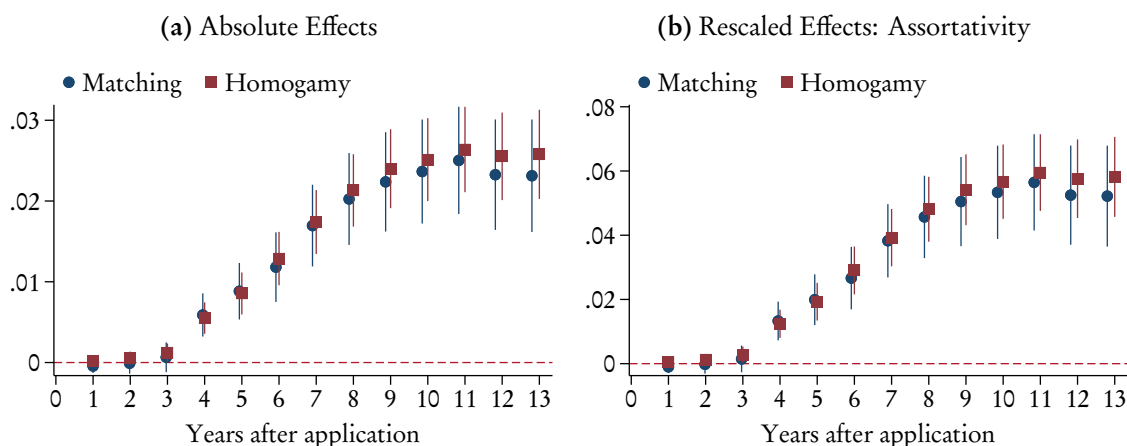 (a) Absolute Effects
Matching Homogamy
.03
.02
.01
0
0 1 2 3 4 5 6 7 8 9 10 11 12 13
Years after application
(b) Rescaled Effects: Assortativity
Matching Homogamy
.08
.06
.04
.02
0
0 1 2 3 4 5 6 7 8 9 10 11 12 13
Years after application